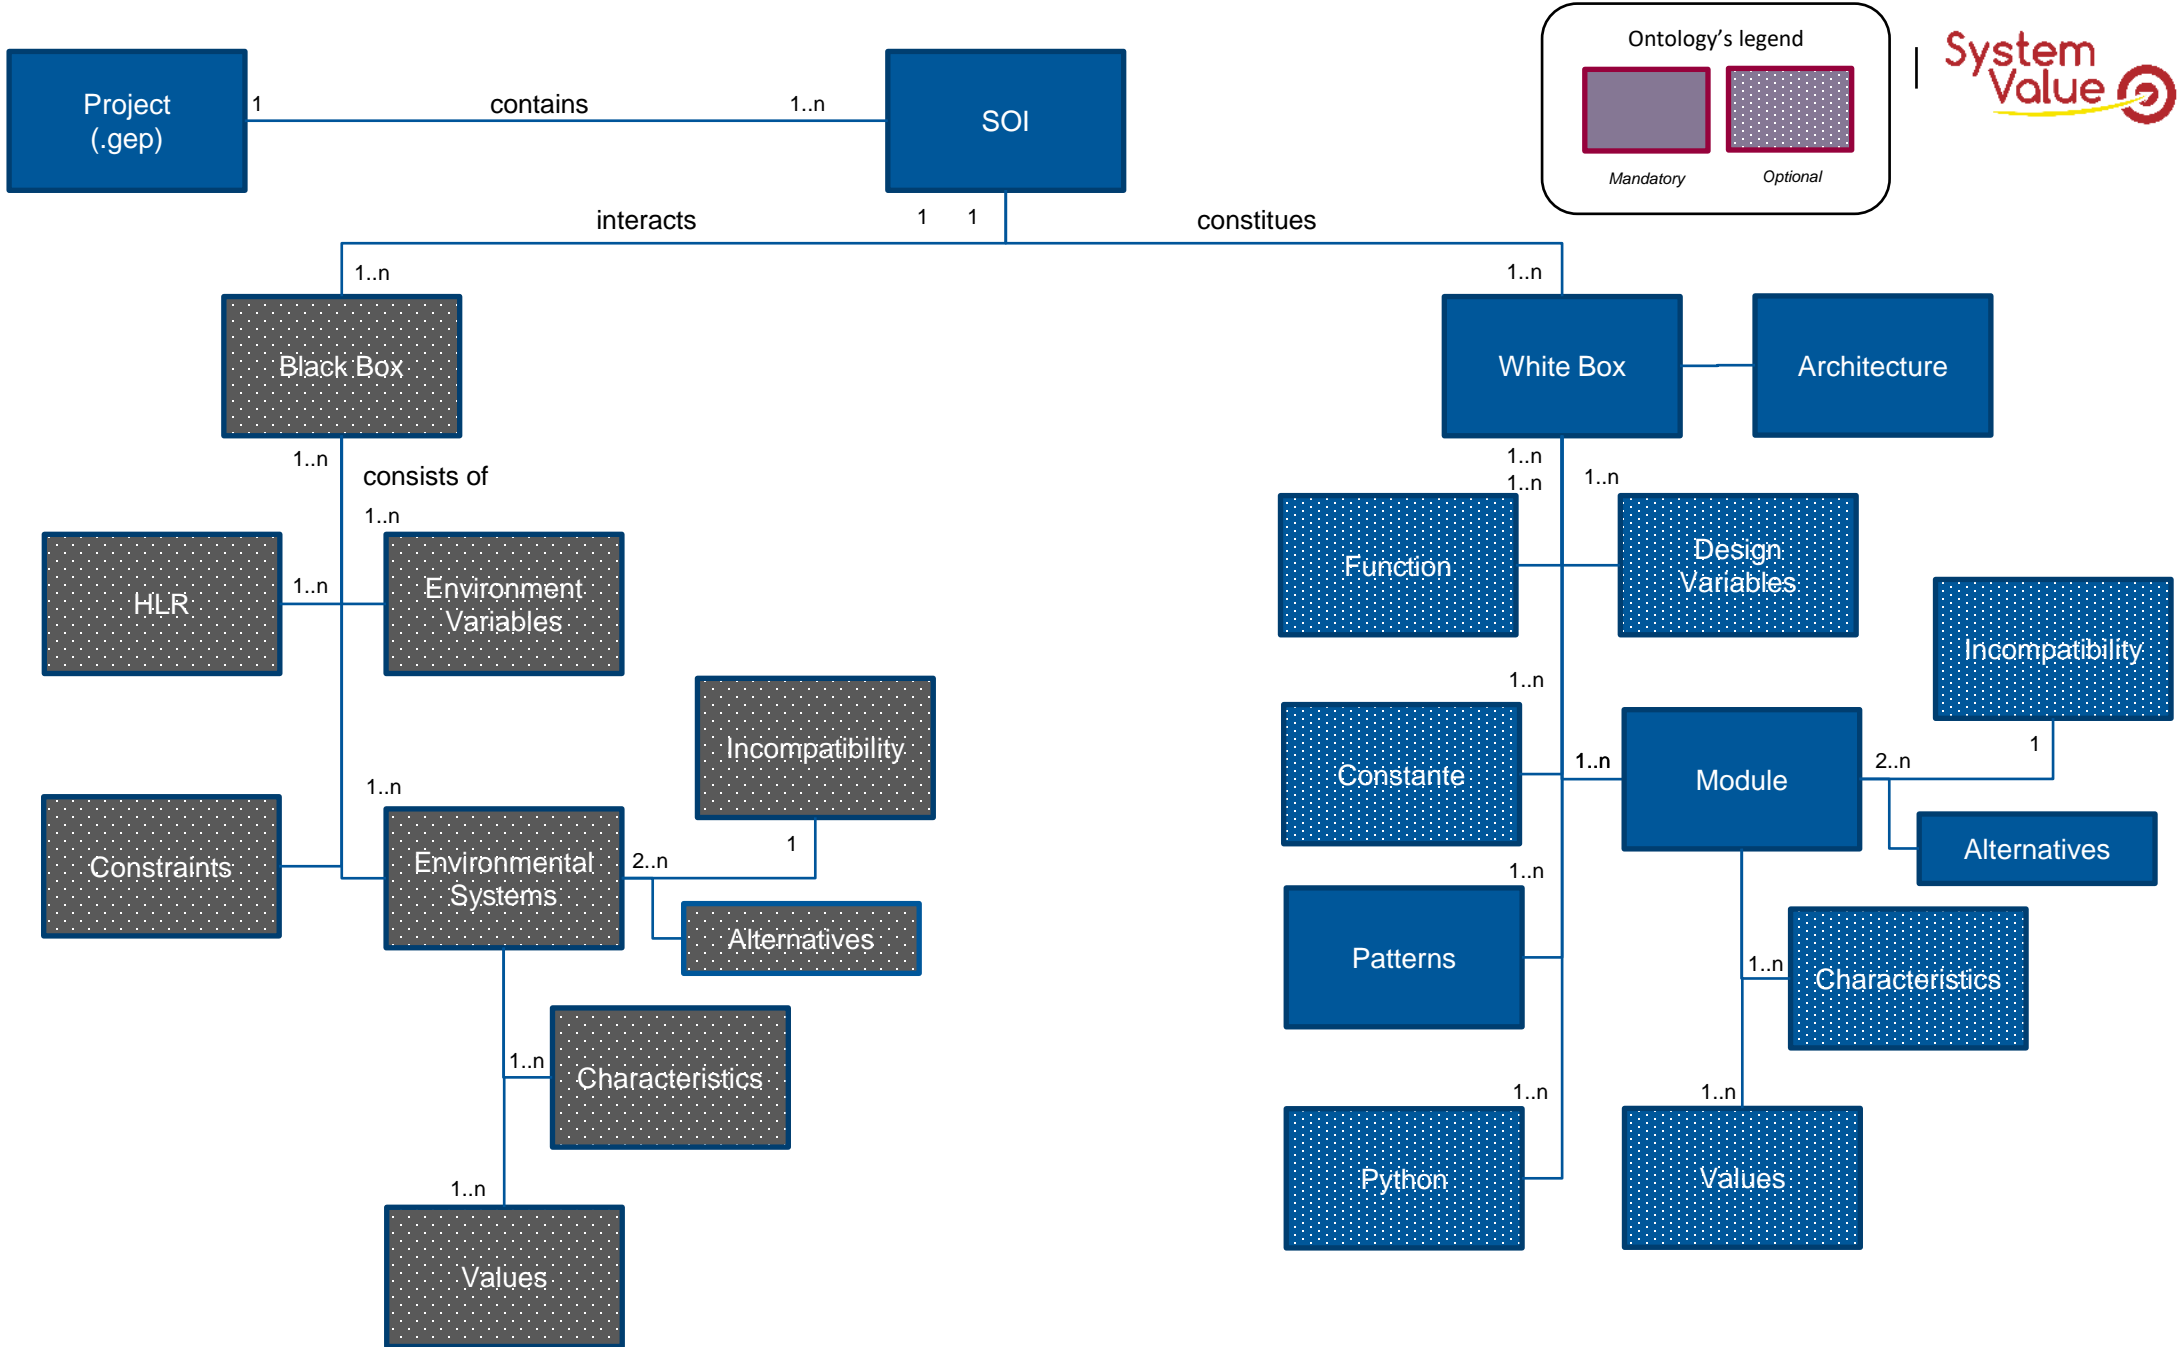 Ontology's legend
Mandatory
Optional
System
Value
Project
(.gep)
1
contains
1..n
SOI
interacts
1
1
constitues
1..n
1..n
Black Box
White Box
Architecture
1..n
consists of
1..n
HLR
1..n
Environment
Variables
Incompatibility
1..n
Constraints
Environmental
Systems
2..n
1
Alternatives
1..n
Characteristics
1..n
Values
1..n
1..n
1..n
Function
Design
Variables
1..n
Constante
1..n
Module
2..n
1
Incompatibility
Alternatives
1..n
Patterns
1..n
Characteristics
1..n
Python
1..n
Values